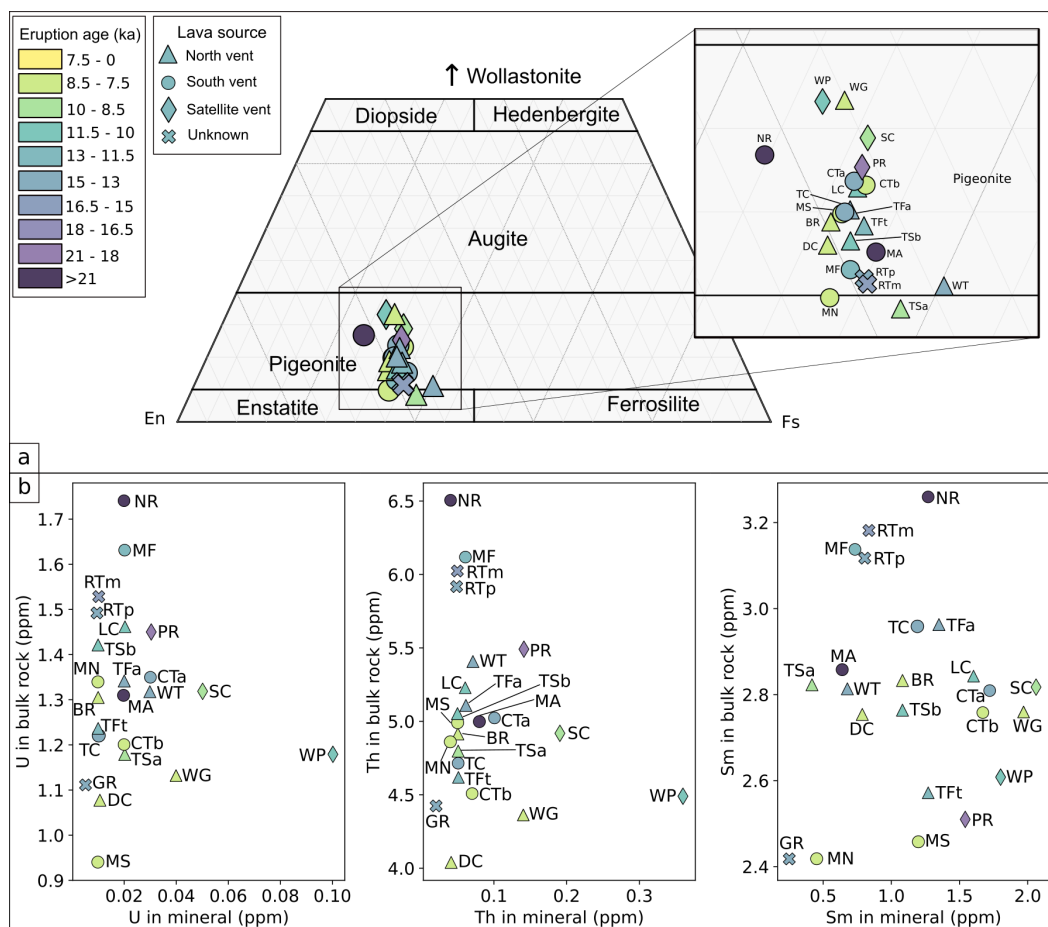 Eruption age (ka)
7.5 - 0
8.5 - 7.5
10 - 8.5
11.5 - 10
13 - 11.5
15 - 13
16.5 - 15
18 - 16.5
21 - 18
>21
Lava source
North vent
South vent
Satellite vent
Unknown
↑ Wollastonite
Diopside
Hedenbergite
Augite
Pigeonite
Enstatite
Ferrosilite
En
Fs
WP
WG
NR
SC
PR
CTa
CTb
LC
TC
MS
TFa
BR
TFt
TSb
DC
MA
MF
RTp
RTm
WT
MN
TSa
Pigeonite
a
b
U in bulk rock (ppm)
1.7
1.6
1.5
1.4
1.3
1.2
1.1
1.0
0.9
NR
MF
RTm
RTp
LC
PR
TSb
MN
TFa
CTa
WT
SC
BR
MA
TFt
TC
CTb
TSa
WP
WG
GR
DC
MS
0.02
0.04
0.06
0.08
0.10
U in mineral (ppm)
Th in bulk rock (ppm)
6.5
6.0
5.5
5.0
4.5
4.0
NR
MF
RTm
RTp
PR
WT
LC
TFa
TSb
MS
MA
CTa
BR
SC
MN
TSa
TC
TFt
CTb
WP
GR
WG
DC
0.1
0.2
0.3
Th in mineral (ppm)
Sm in bulk rock (ppm)
3.2
3.0
2.8
2.6
2.4
NR
RTm
MF
RTp
TC
TFa
MA
TSa
WT
BR
LC
SC
CTa
DC
TSb
CTb
WG
WP
TFt
PR
MS
GR
MN
0.5
1.0
1.5
2.0
Sm in mineral (ppm)